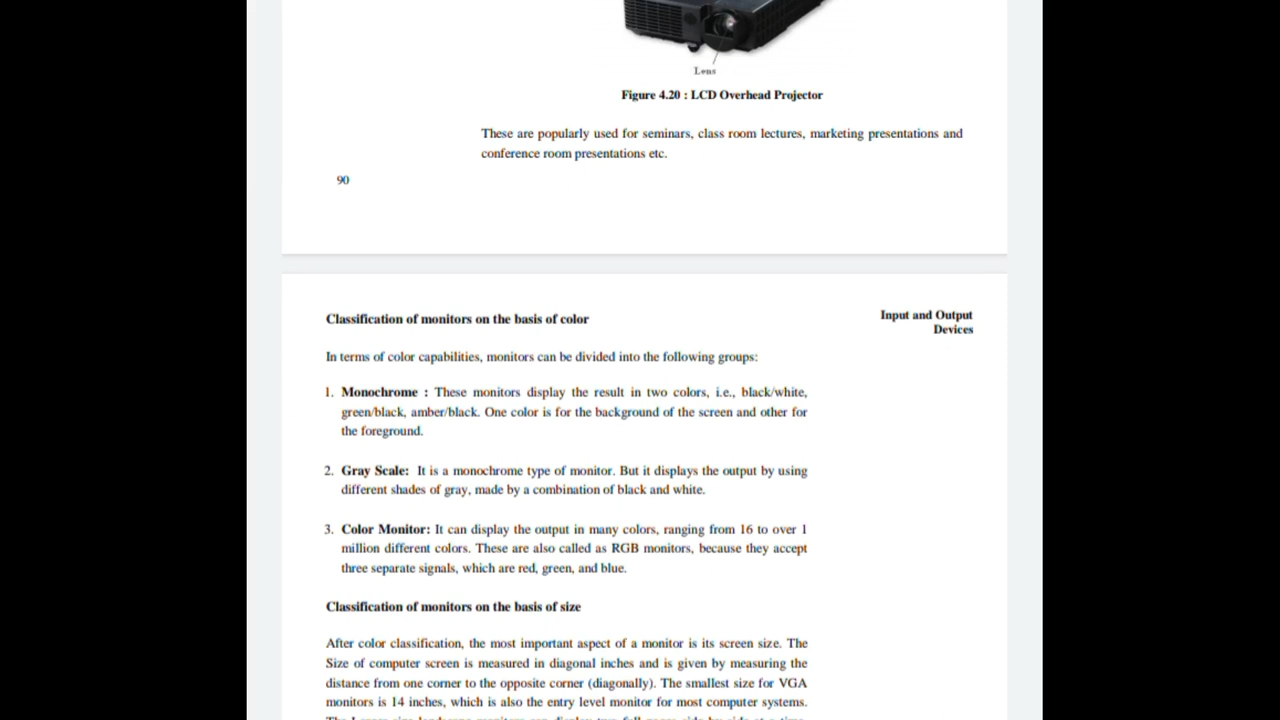 Lens
Figure 4.20 : LCD Overhead Projector
These are popularly used for seminars, class room lectures, marketing presentations and
conference room presentations etc.
90
Classification of monitors on the basis of color
Input and Output
Devices
In terms of color capabilities, monitors can be divided into the following groups:
1. Monochrome : These monitors display the result in two colors, i.e., black/white,
green/black, amber/black. One color is for the background of the screen and other for
the foreground.
2. Gray Scale: It is a monochrome type of monitor. But it displays the output by using
different shades of gray, made by a combination of black and white.
3. Color Monitor: It can display the output in many colors, ranging from 16 to over 1
million different colors. These are also called as RGB monitors, because they accept
three separate signals, which are red, green, and blue.
Classification of monitors on the basis of size
After color classification, the most important aspect of a monitor is its screen size. The
Size of computer screen is measured in diagonal inches and is given by measuring the
distance from one corner to the opposite corner (diagonally). The smallest size for VGA
monitors is 14 inches, which is also the entry level monitor for most computer systems.